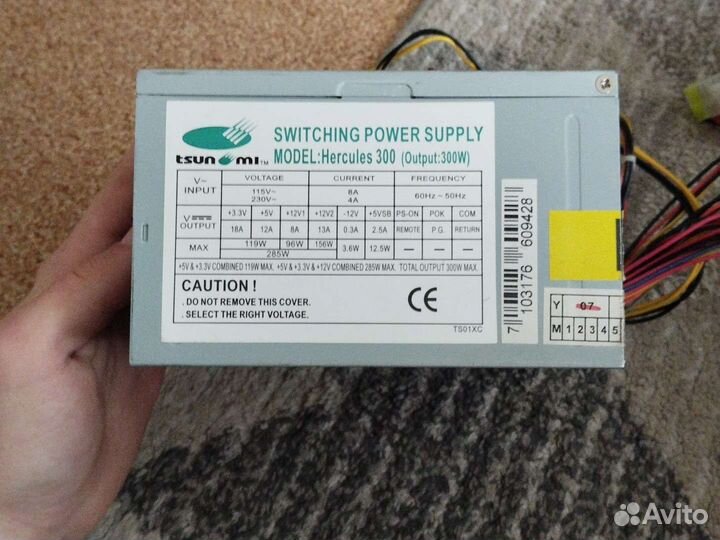 SWITCHING POWER SUPPLY
tsunami™ MODEL:Hercules 300 (Output:300W)
V~ INPUT VOLTAGE CURRENT FREQUENCY
115V~ 230V~ 8A 4A 60Hz ~ 50Hz
V⎓ OUTPUT +3.3V +5V +12V1 +12V2 -12V +5VSB PS-ON POK COM
18A 12A 8A 13A 0.3A 2.5A REMOTE P.G. RETURN
MAX 119W 96W 156W 3.6W 12.5W — — —
285W
+5V & +3.3V COMBINED 119W MAX. +5V & +3.3V & +12V COMBINED 285W MAX. TOTAL OUTPUT 300W MAX.
CAUTION !
. DO NOT REMOVE THIS COVER.
. SELECT THE RIGHT VOLTAGE.
CE
TS01XC
7 103176 609428
Y 07
M 1 2 3 4 5
Avito